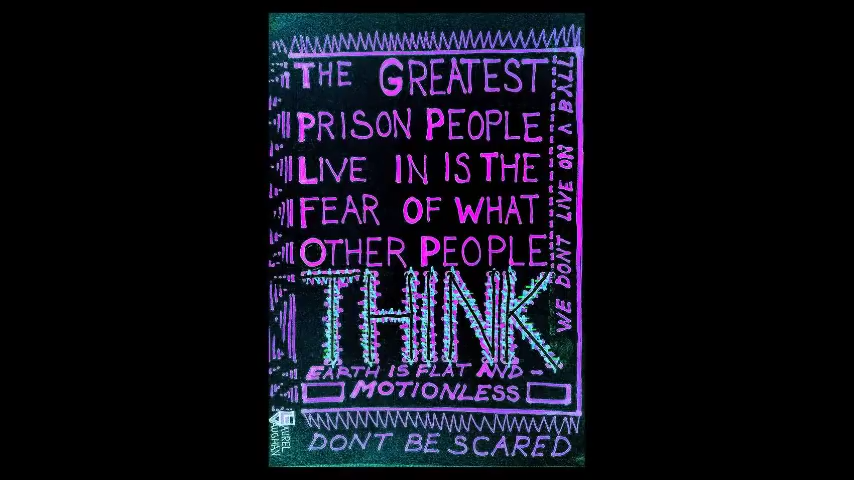 THE GREATEST
PRISON PEOPLE
LIVE IN IS THE
FEAR OF WHAT
OTHER PEOPLE
THINK
EARTH IS FLAT AND -
MOTIONLESS
DONT BE SCARED
WE DONT LIVE ON A BALL